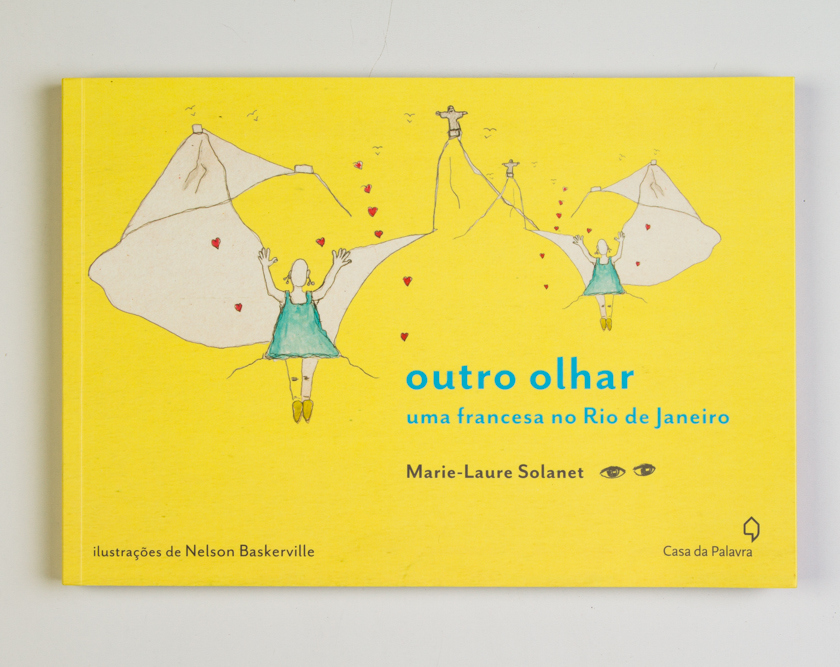 outro olhar
uma francesa no Rio de Janeiro
Marie-Laure Solanet
ilustrações de Nelson Baskerville
Casa da Palavra